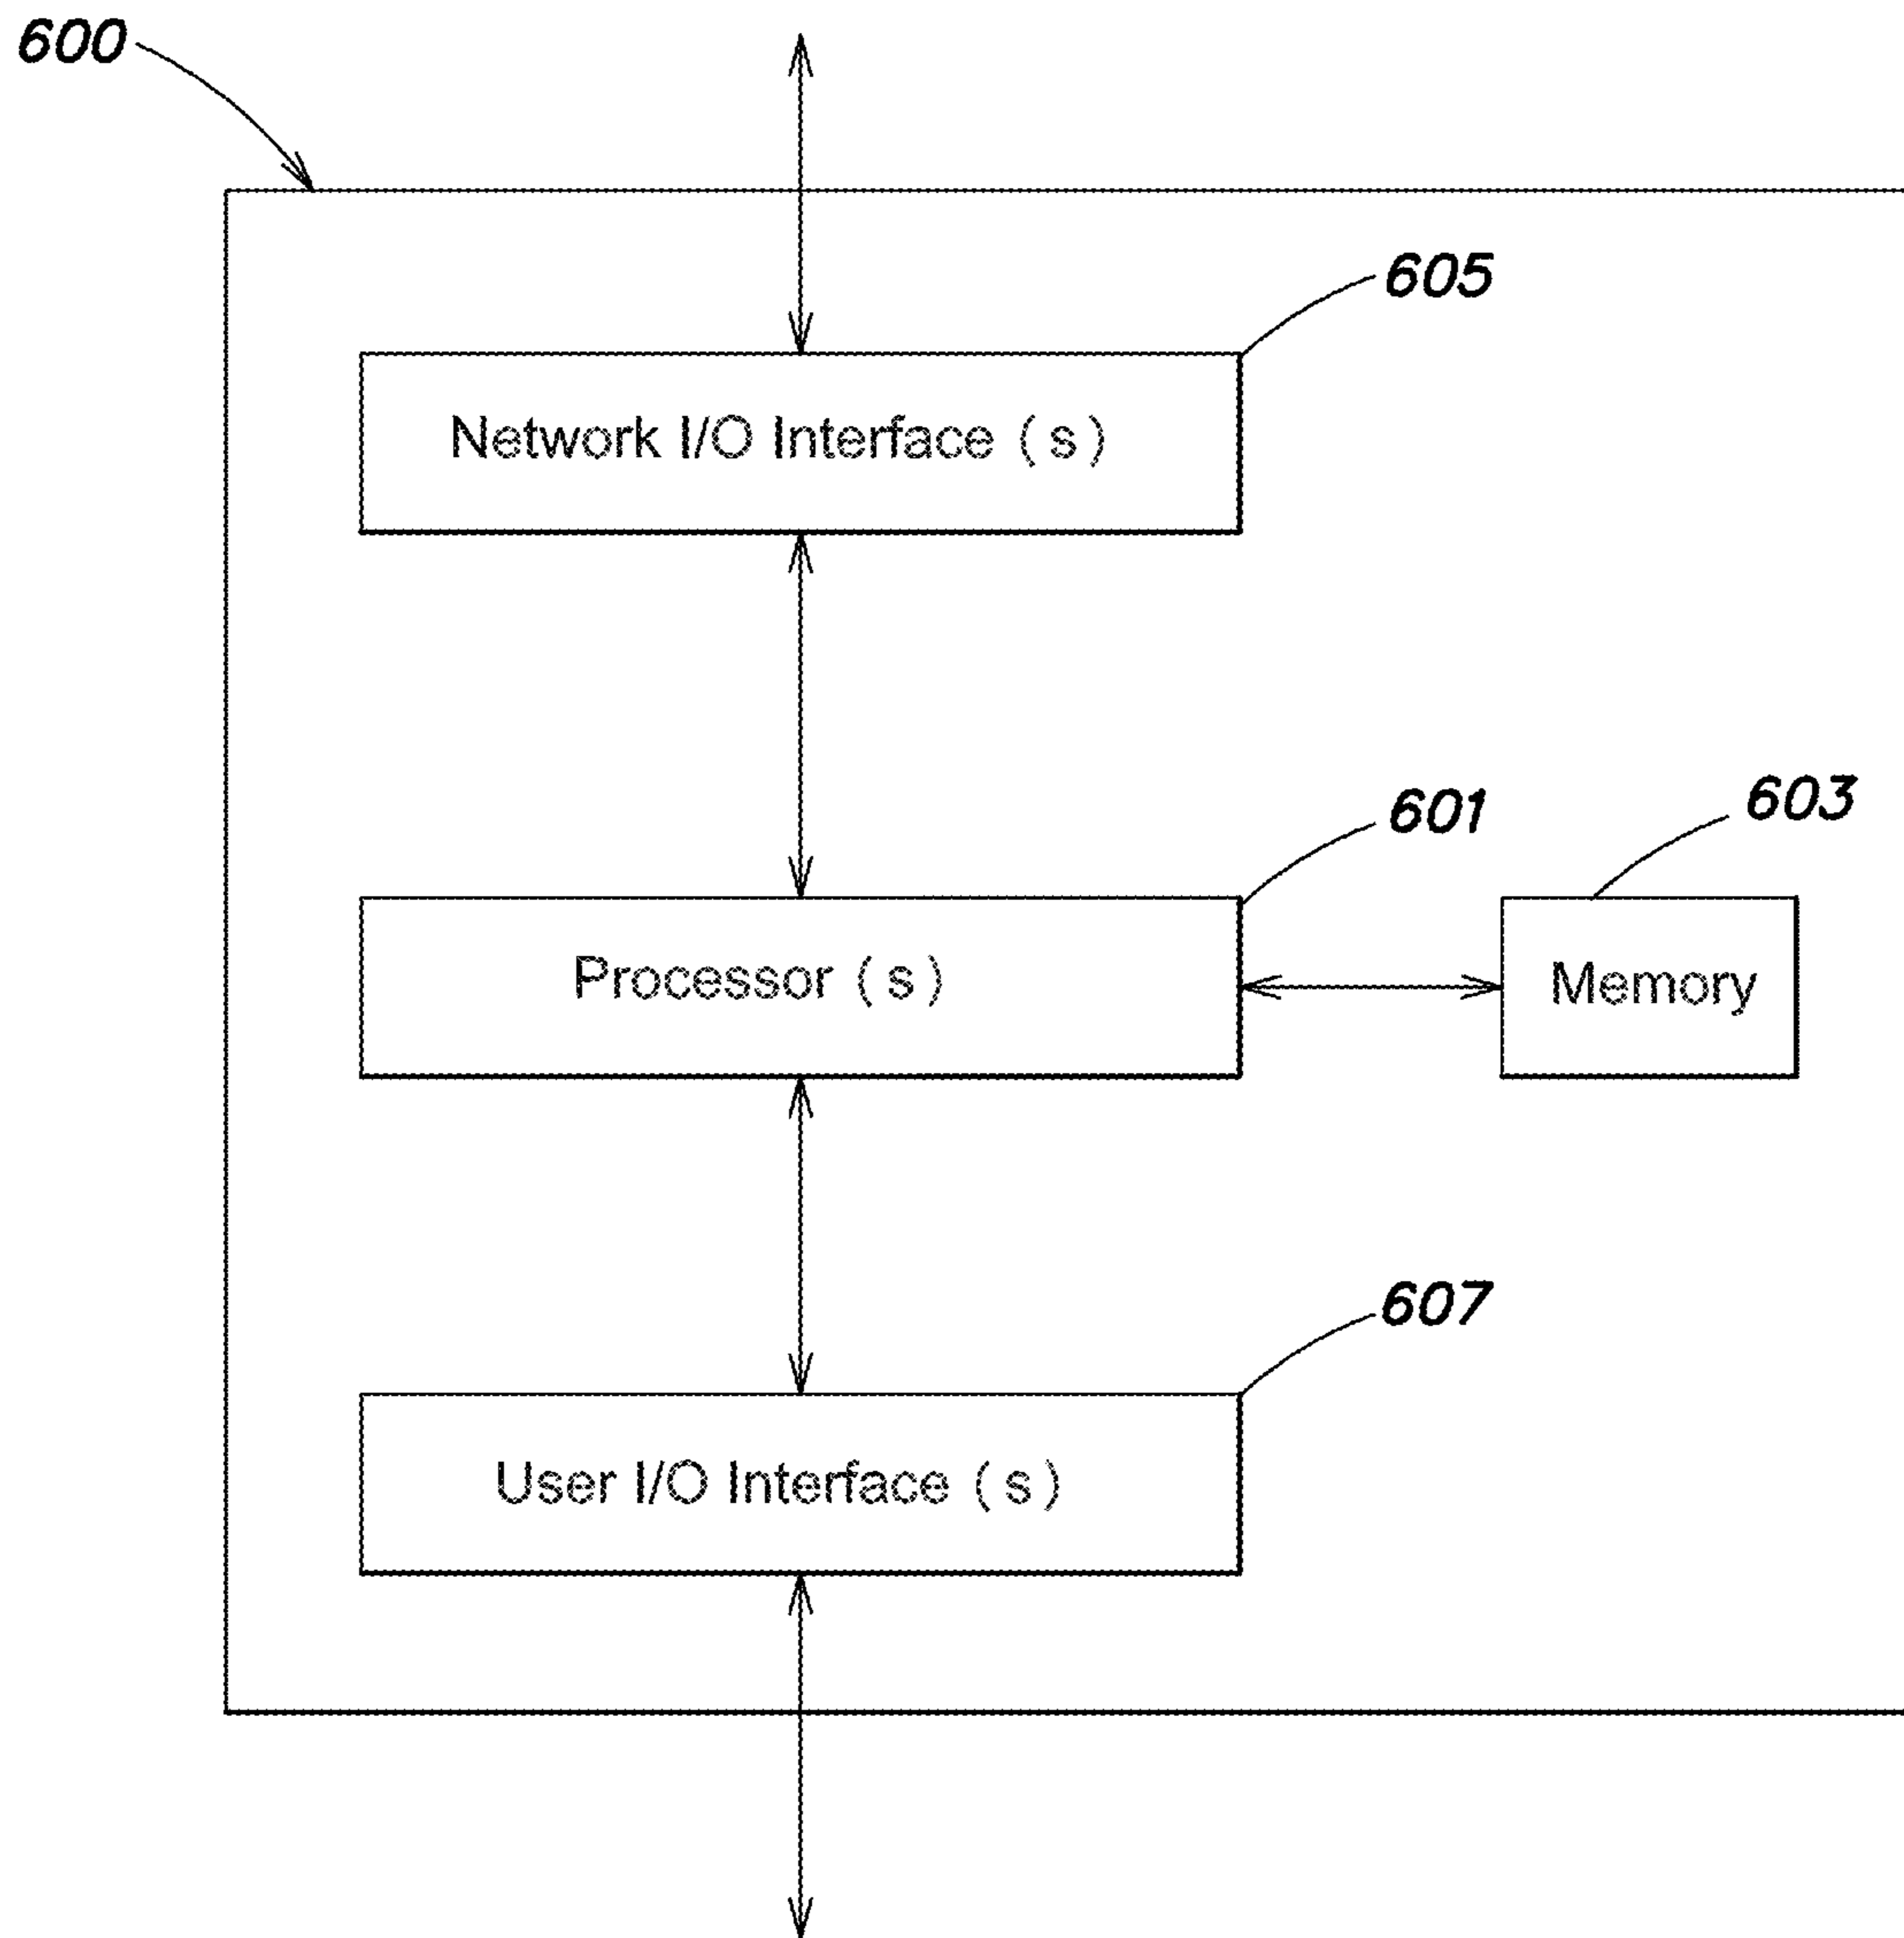 600
605
Network I/O Interface (s)
601
603
Processor (s)
Memory
607
User I/O Interface (s)